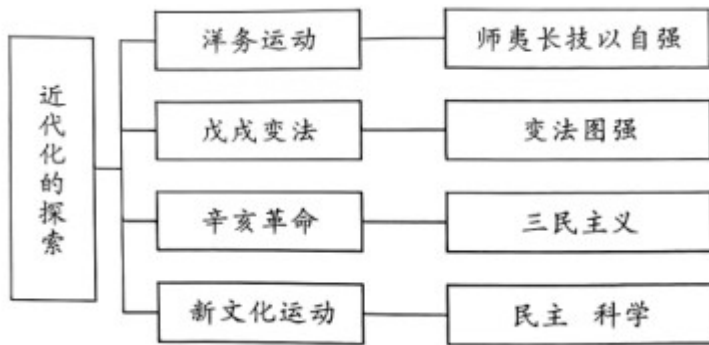 近代化的探索
洋务运动
师夷长技以自强
戊戌变法
变法图强
辛亥革命
三民主义
新文化运动
民主 科学